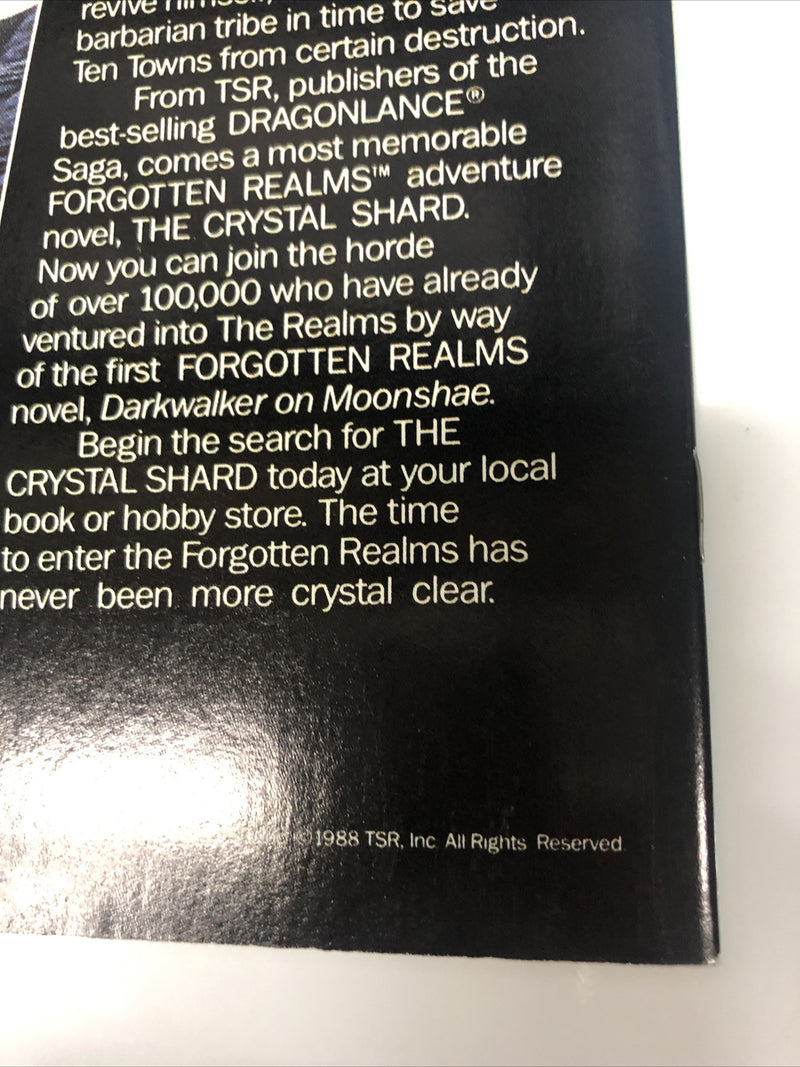 revive
barbarian tribe in time to save
Ten Towns from certain destruction.
From TSR, publishers of the
best-selling DRAGONLANCE®
Saga, comes a most memorable
FORGOTTEN REALMS™ adventure
novel, THE CRYSTAL SHARD.
Now you can join the horde
of over 100,000 who have already
ventured into The Realms by way
of the first FORGOTTEN REALMS
novel, Darkwalker on Moonshae.
Begin the search for THE
CRYSTAL SHARD today at your local
book or hobby store. The time
to enter the Forgotten Realms has
never been more crystal clear.
©1988 TSR, Inc All Rights Reserved.